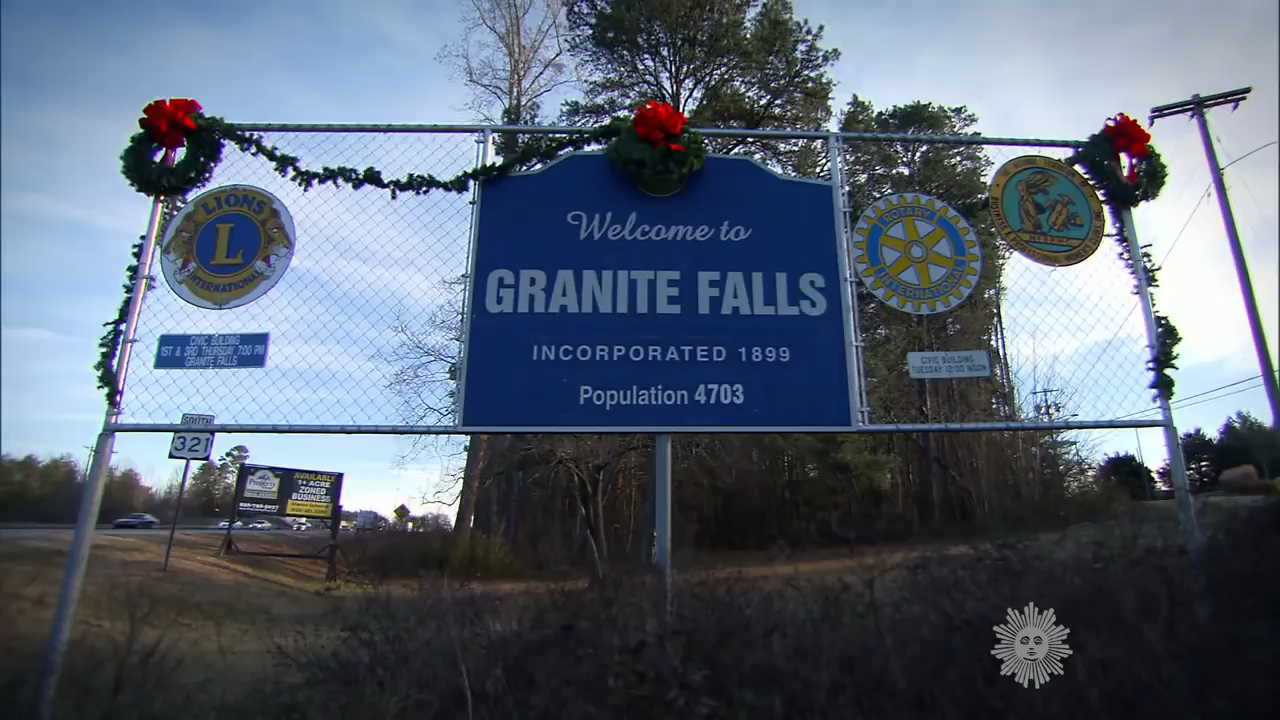 LIONS
L
INTERNATIONAL
CIVIC BUILDING
1ST & 3RD THURSDAY 7:00 PM
GRANITE FALLS
Welcome to
GRANITE FALLS
INCORPORATED 1899
Population 4703
ROTARY
INTERNATIONAL
CIVIC BUILDING
TUESDAY 12:00 NOON
SOUTH
321
AVAILABLE
1+ ACRE
ZONED
BUSINESS